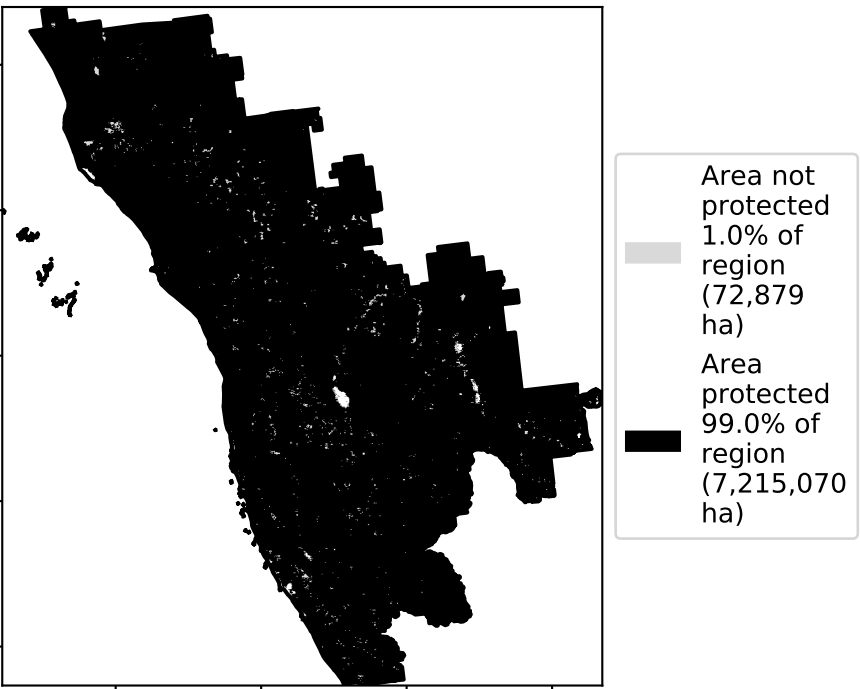 Area not
protected
1.0% of
region
(72,879
ha)
Area
protected
99.0% of
region
(7,215,070
ha)